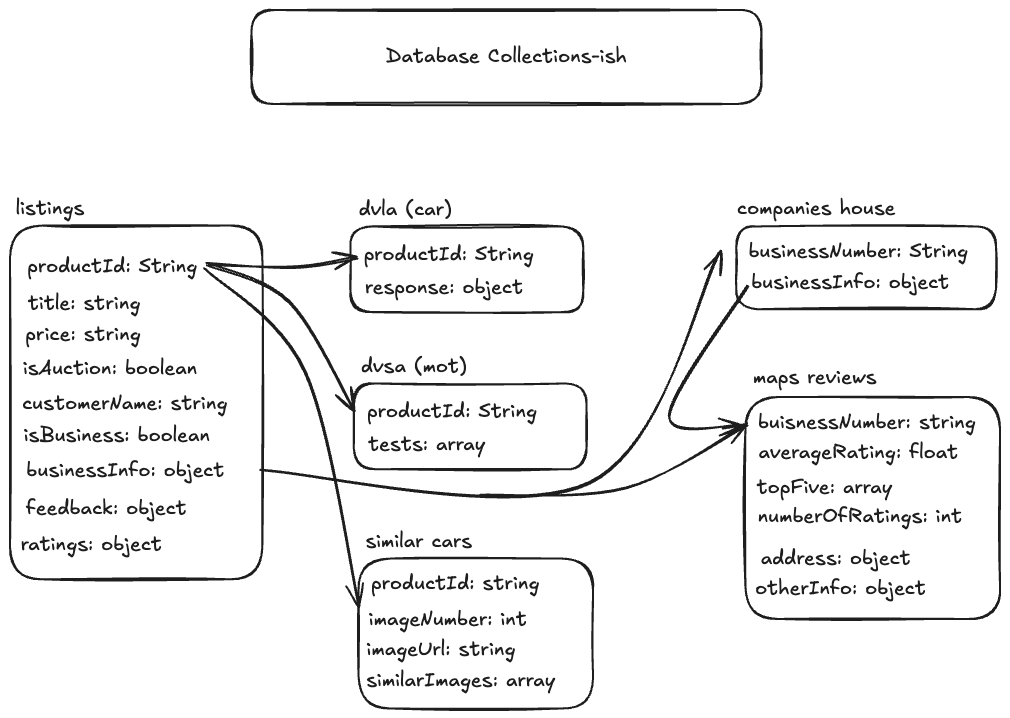 Database Collections-ish
listings
productId: String
title: string
price: string
isAuction: boolean
customerName: string
isBusiness: boolean
businessInfo: object
feedback: object
ratings: object
dvla (car)
productId: String
response: object
dvsa (mot)
productId: String
tests: array
similar cars
productId: string
imageNumber: int
imageUrl: string
similarImages: array
companies house
businessNumber: String
businessInfo: object
maps reviews
buisnessNumber: string
averageRating: float
topFive: array
numberOfRatings: int
address: object
otherInfo: object